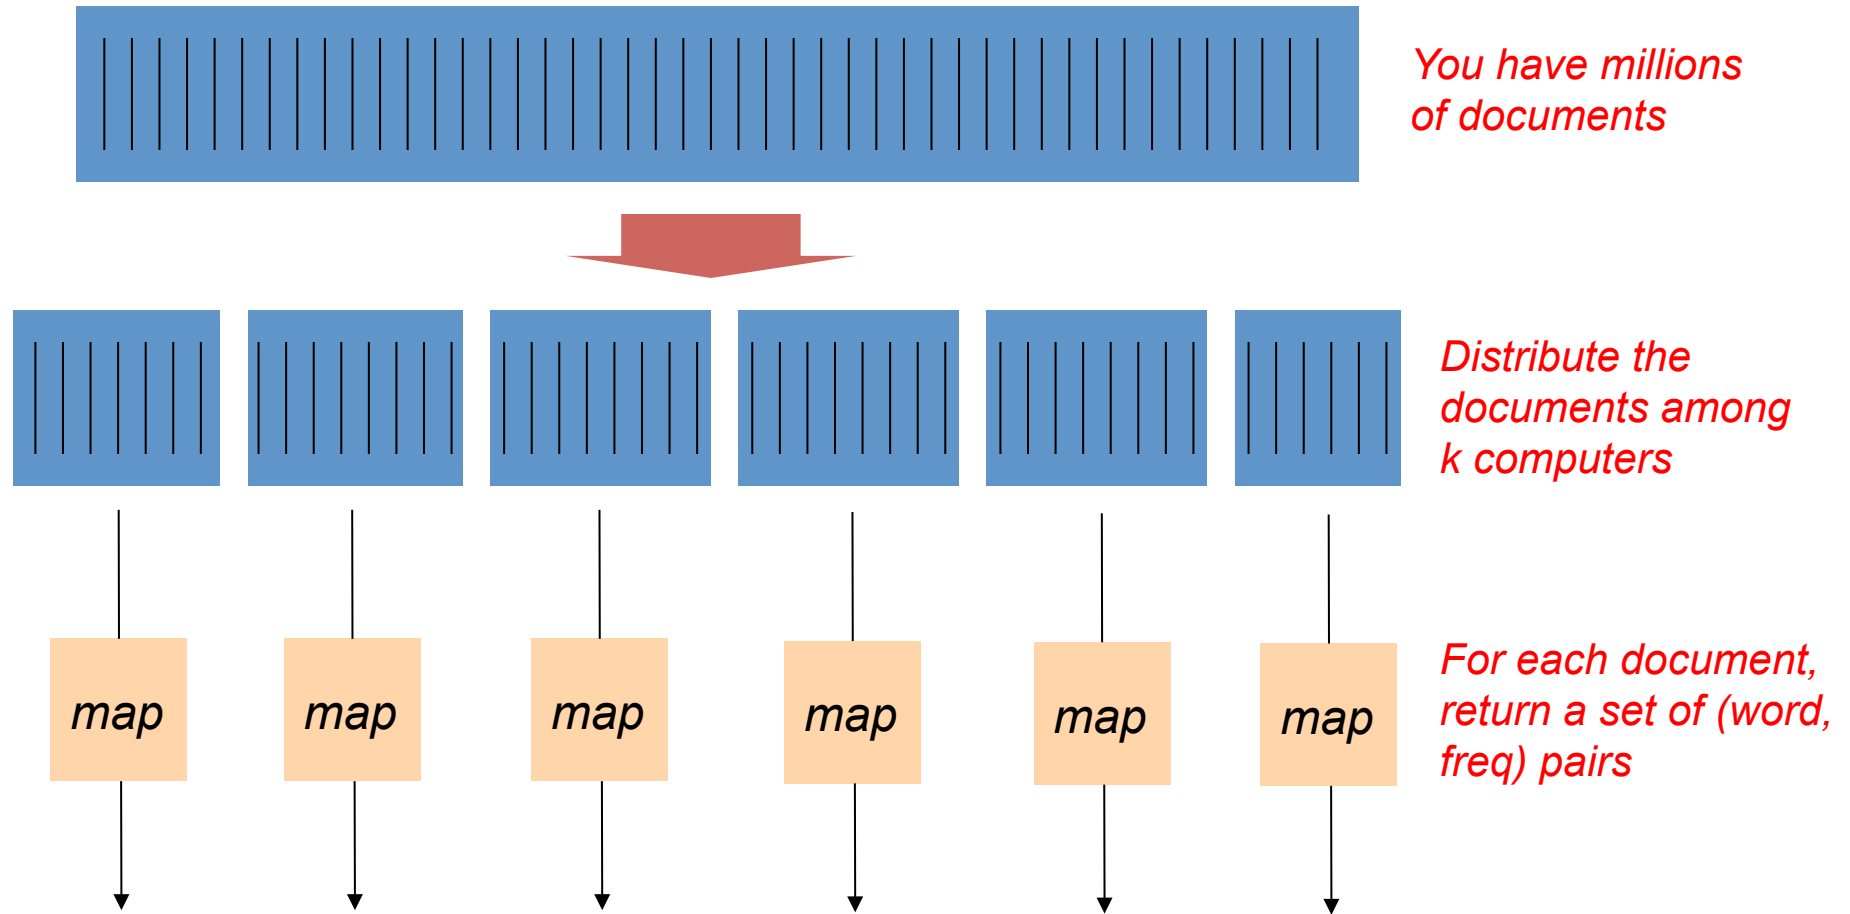 You have millions
of documents
Distribute the
documents among
k computers
map
map
map
map
map
map
For each document,
return a set of (word,
freq) pairs